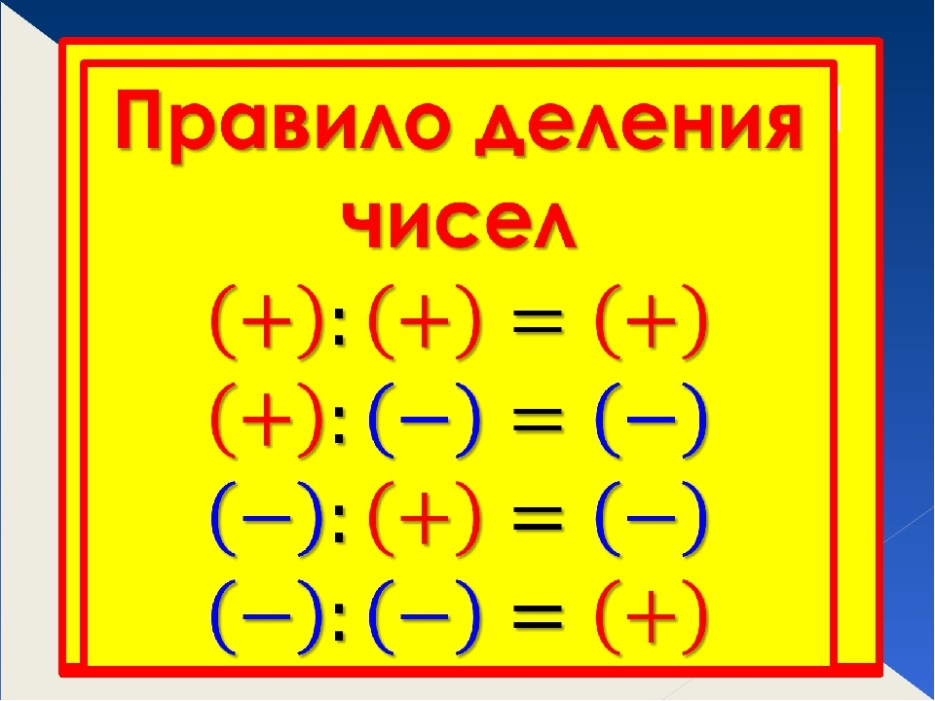 Правило деления
чисел
(+): (+) = (+)
(+): (−) = (−)
(−): (+) = (−)
(−): (−) = (+)